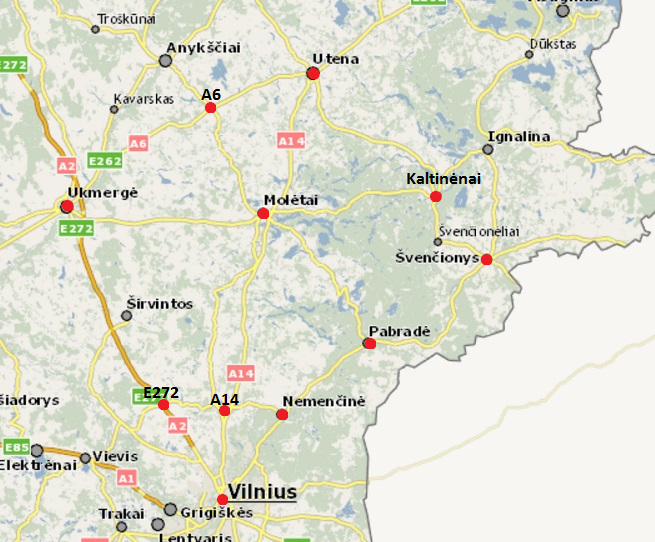 Troškūnai
E262
Dūkštas
Anykščiai
Utena
E272
Kavarskas
A6
A6
A14
Ignalina
E262
A2
Kaltinėnai
Ukmergė
Molėtai
E272
Švenčionėliai
Švenčionys
Širvintos
Pabradė
A14
E272
A14
Nemenčinė
šiadorys
A2
E85
Elektrėnai
Vievis
A1
Vilnius
Grigiškės
Trakai
Lentvaris